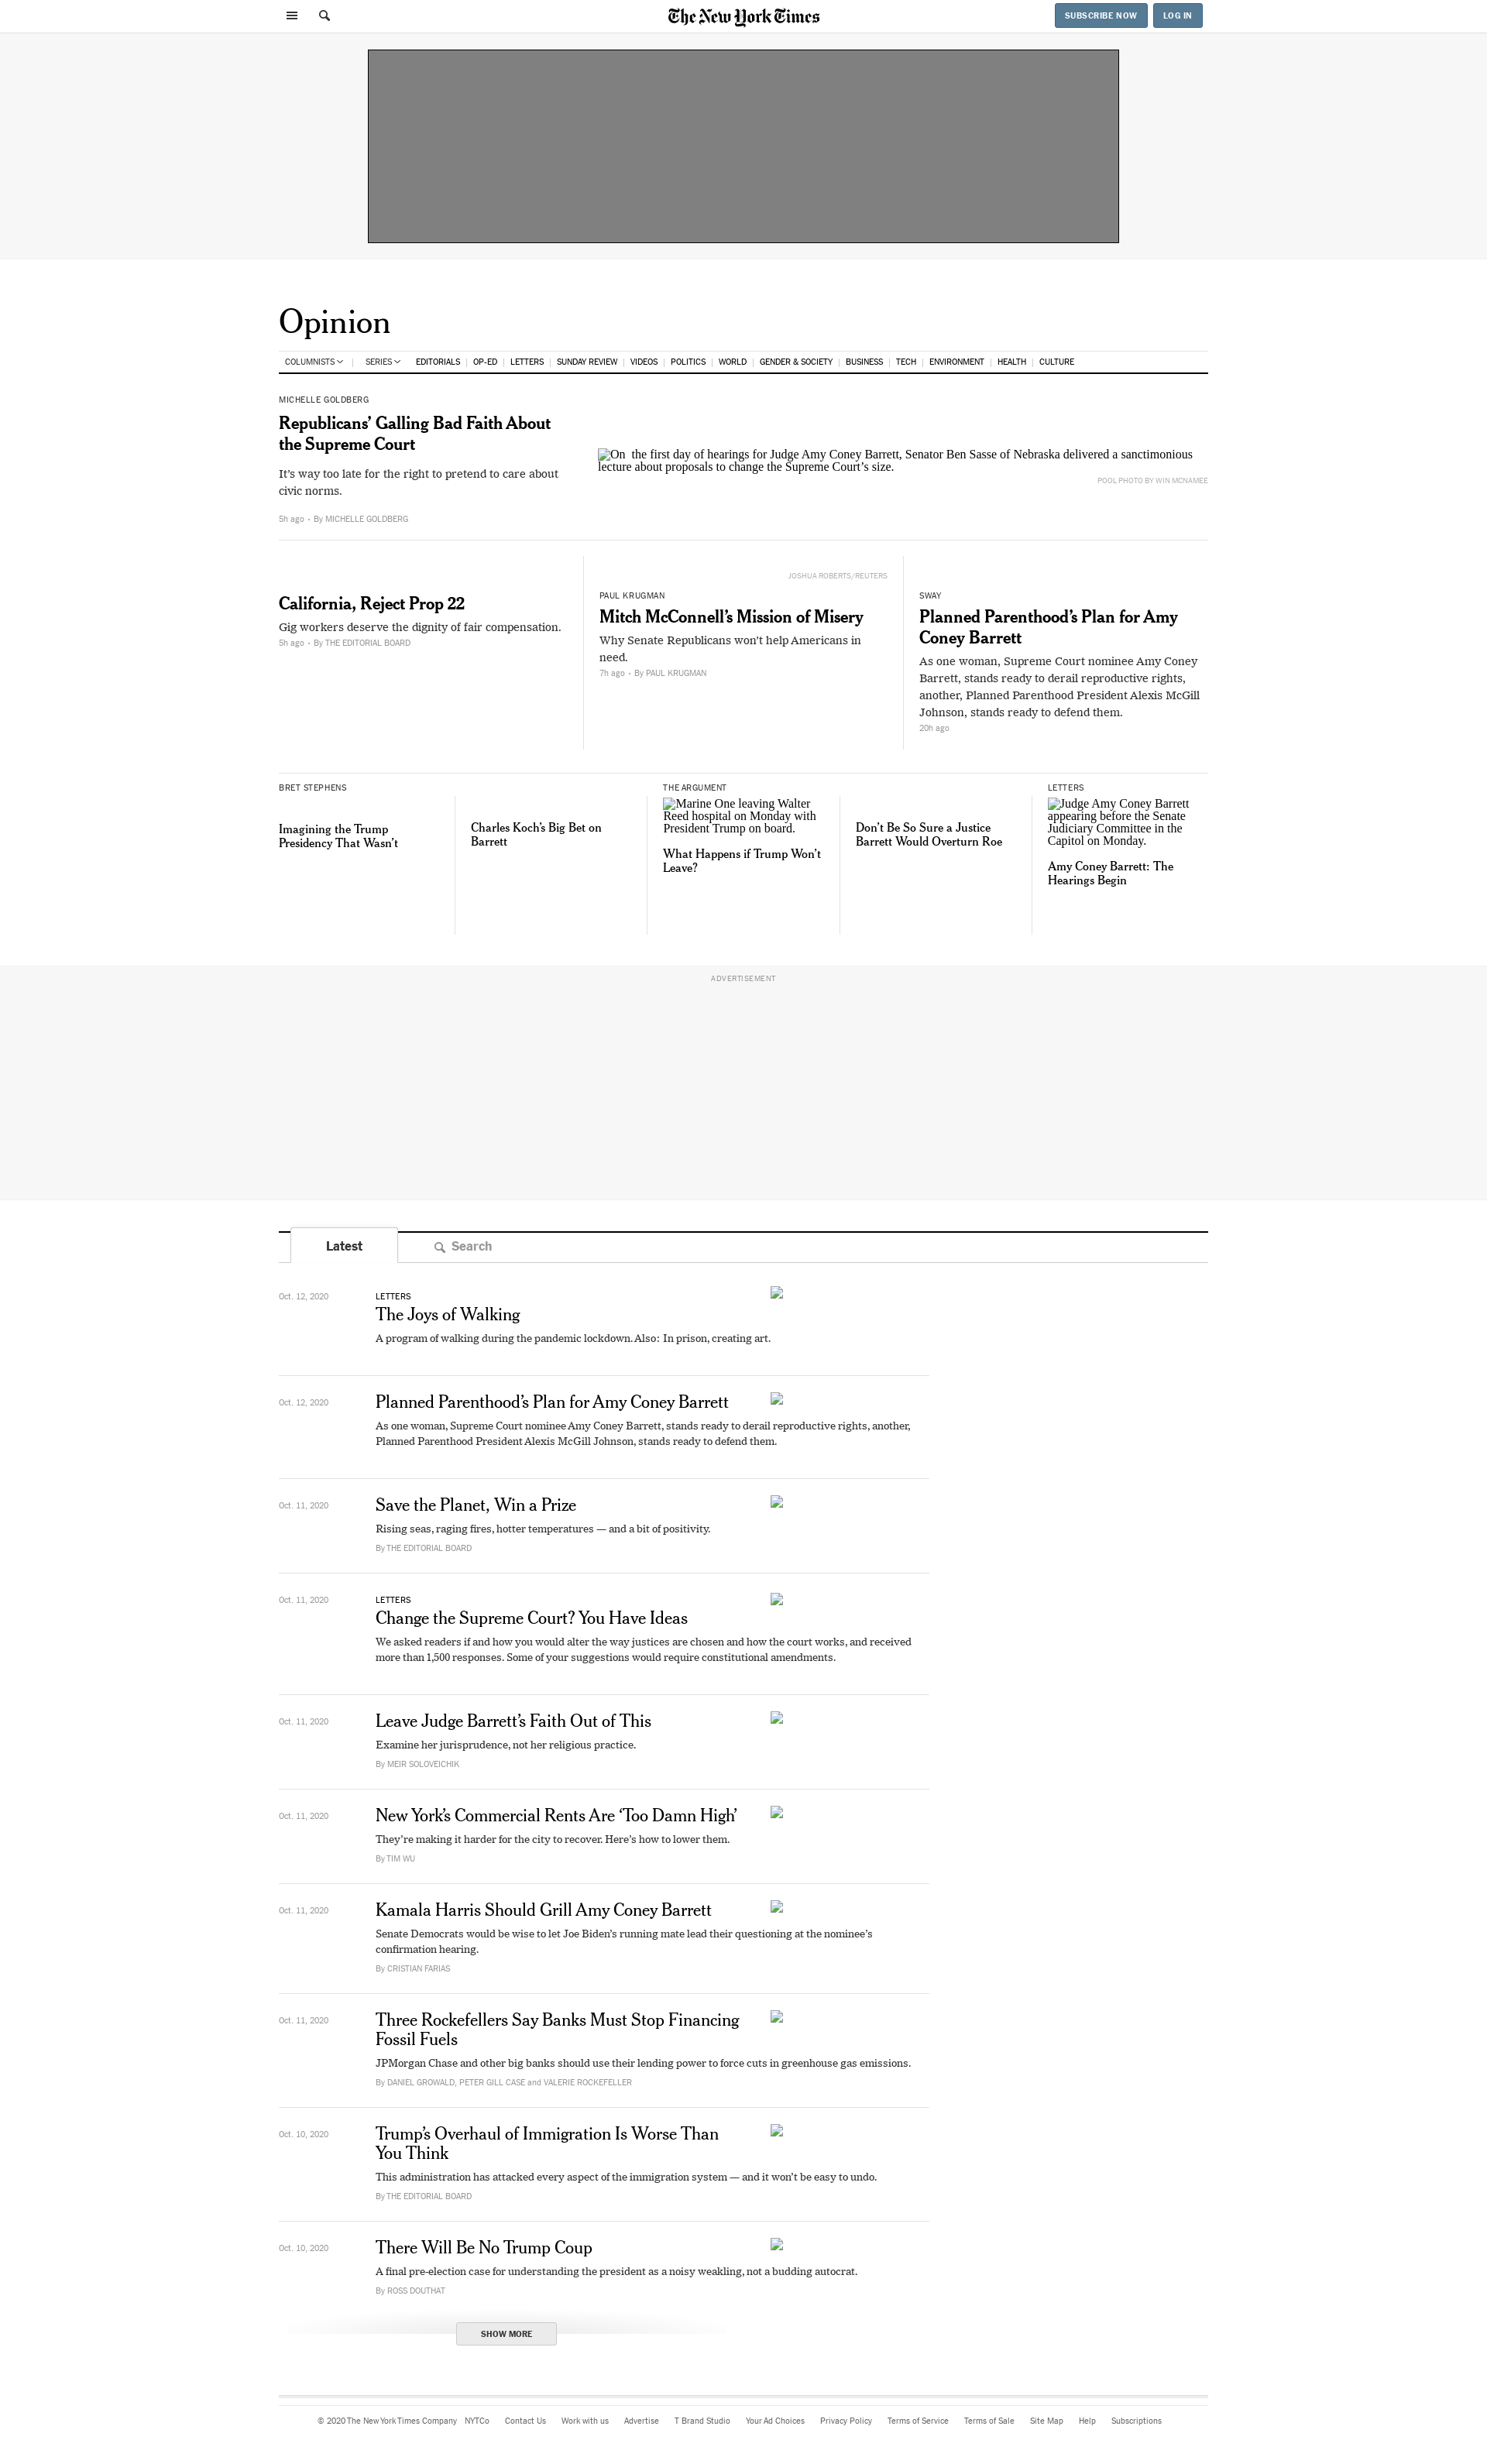 The New York Times
SUBSCRIBE NOW
LOG IN
Opinion
COLUMNISTS
SERIES
EDITORIALS
OP-ED
LETTERS
SUNDAY REVIEW
VIDEOS
POLITICS
WORLD
GENDER & SOCIETY
BUSINESS
TECH
ENVIRONMENT
HEALTH
CULTURE
MICHELLE GOLDBERG
Republicans’ Galling Bad Faith About
the Supreme Court
It’s way too late for the right to pretend to care about
civic norms.
5h ago • By MICHELLE GOLDBERG
On the first day of hearings for Judge Amy Coney Barrett, Senator Ben Sasse of Nebraska delivered a sanctimonious
lecture about proposals to change the Supreme Court’s size.
POOL PHOTO BY WIN MCNAMEE
California, Reject Prop 22
Gig workers deserve the dignity of fair compensation.
5h ago • By THE EDITORIAL BOARD
JOSHUA ROBERTS/REUTERS
PAUL KRUGMAN
Mitch McConnell’s Mission of Misery
Why Senate Republicans won’t help Americans in
need.
7h ago • By PAUL KRUGMAN
SWAY
Planned Parenthood’s Plan for Amy
Coney Barrett
As one woman, Supreme Court nominee Amy Coney
Barrett, stands ready to derail reproductive rights,
another, Planned Parenthood President Alexis McGill
Johnson, stands ready to defend them.
20h ago
BRET STEPHENS
Imagining the Trump
Presidency That Wasn’t
Charles Koch’s Big Bet on
Barrett
THE ARGUMENT
Marine One leaving Walter
Reed hospital on Monday with
President Trump on board.
What Happens if Trump Won’t
Leave?
Don’t Be So Sure a Justice
Barrett Would Overturn Roe
LETTERS
Judge Amy Coney Barrett
appearing before the Senate
Judiciary Committee in the
Capitol on Monday.
Amy Coney Barrett: The
Hearings Begin
ADVERTISEMENT
Latest
Search
Oct. 12, 2020
LETTERS
The Joys of Walking
A program of walking during the pandemic lockdown. Also: In prison, creating art.
Oct. 12, 2020
Planned Parenthood’s Plan for Amy Coney Barrett
As one woman, Supreme Court nominee Amy Coney Barrett, stands ready to derail reproductive rights, another,
Planned Parenthood President Alexis McGill Johnson, stands ready to defend them.
Oct. 11, 2020
Save the Planet, Win a Prize
Rising seas, raging fires, hotter temperatures — and a bit of positivity.
By THE EDITORIAL BOARD
Oct. 11, 2020
LETTERS
Change the Supreme Court? You Have Ideas
We asked readers if and how you would alter the way justices are chosen and how the court works, and received
more than 1,500 responses. Some of your suggestions would require constitutional amendments.
Oct. 11, 2020
Leave Judge Barrett’s Faith Out of This
Examine her jurisprudence, not her religious practice.
By MEIR SOLOVEICHIK
Oct. 11, 2020
New York’s Commercial Rents Are ‘Too Damn High’
They’re making it harder for the city to recover. Here’s how to lower them.
By TIM WU
Oct. 11, 2020
Kamala Harris Should Grill Amy Coney Barrett
Senate Democrats would be wise to let Joe Biden’s running mate lead their questioning at the nominee’s
confirmation hearing.
By CRISTIAN FARIAS
Oct. 11, 2020
Three Rockefellers Say Banks Must Stop Financing
Fossil Fuels
JPMorgan Chase and other big banks should use their lending power to force cuts in greenhouse gas emissions.
By DANIEL GROWALD, PETER GILL CASE and VALERIE ROCKEFELLER
Oct. 10, 2020
Trump’s Overhaul of Immigration Is Worse Than
You Think
This administration has attacked every aspect of the immigration system — and it won’t be easy to undo.
By THE EDITORIAL BOARD
Oct. 10, 2020
There Will Be No Trump Coup
A final pre-election case for understanding the president as a noisy weakling, not a budding autocrat.
By ROSS DOUTHAT
SHOW MORE
© 2020 The New York Times Company
NYTCo
Contact Us
Work with us
Advertise
T Brand Studio
Your Ad Choices
Privacy Policy
Terms of Service
Terms of Sale
Site Map
Help
Subscriptions